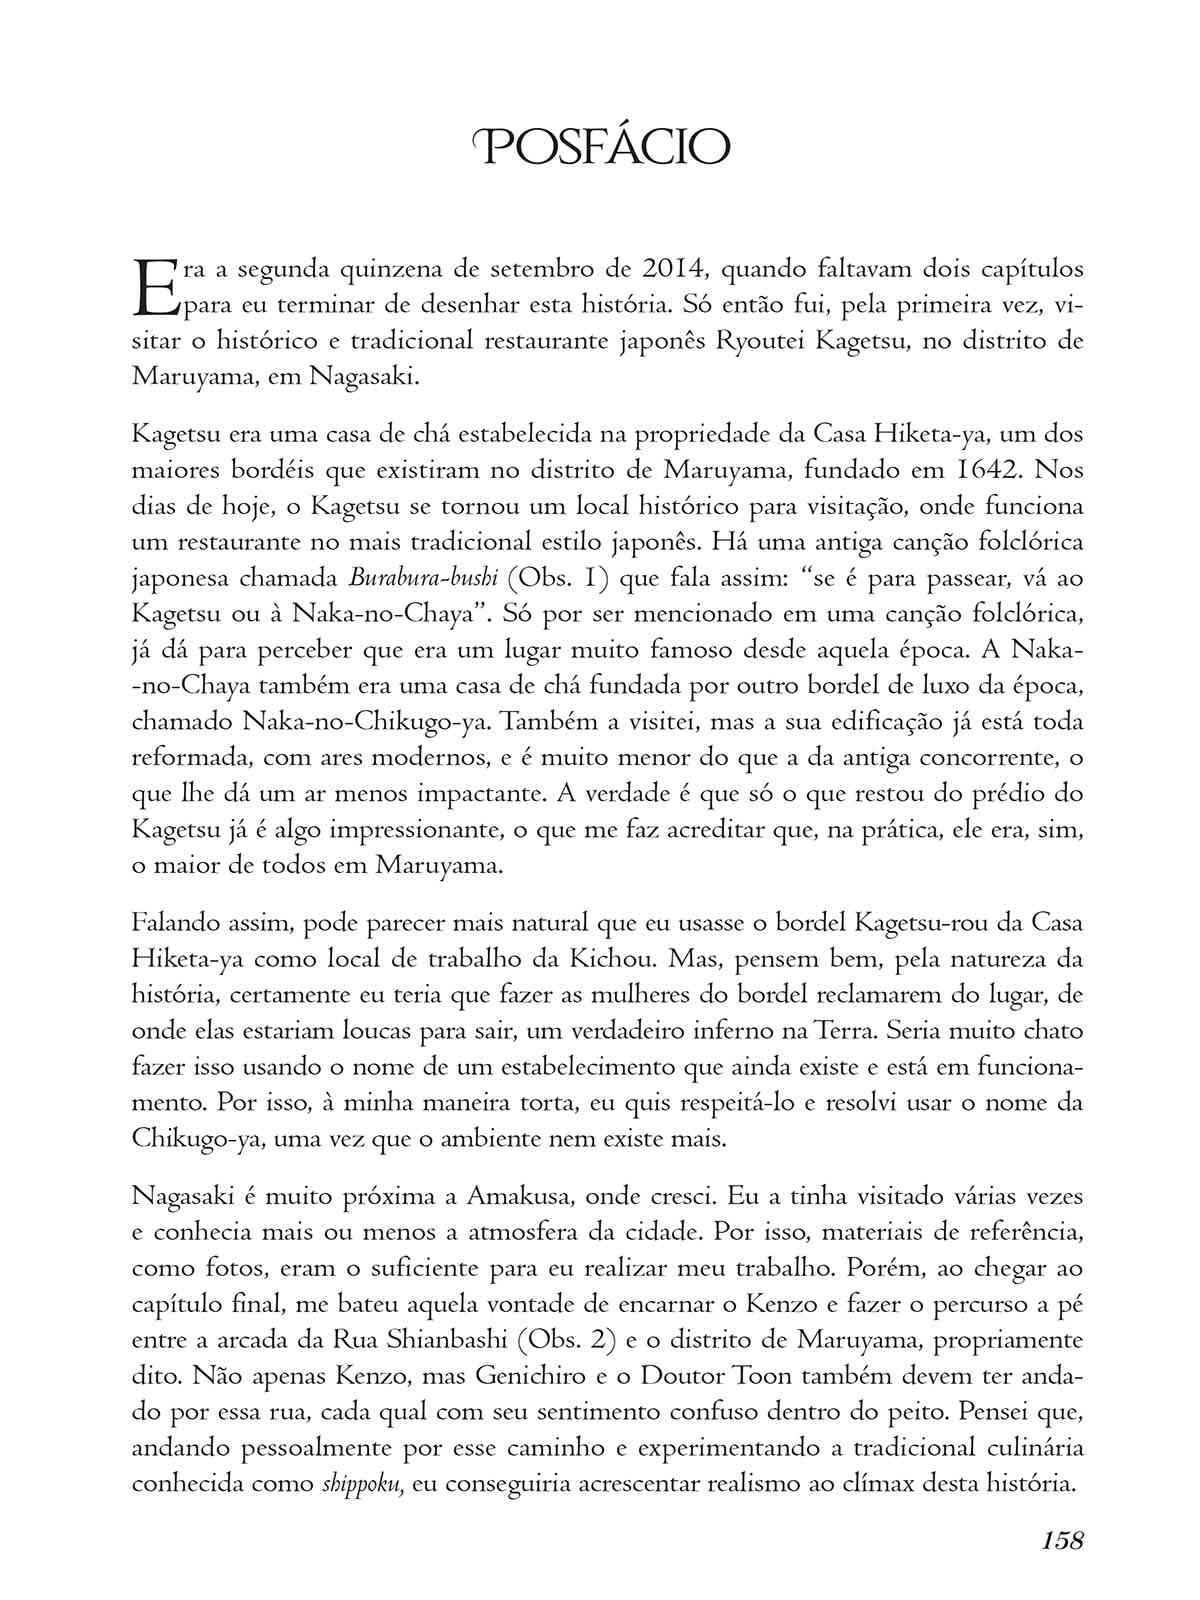 POSFÁCIO
Era a segunda quinzena de setembro de 2014, quando faltavam dois capítulos
para eu terminar de desenhar esta história. Só então fui, pela primeira vez, vi-
sitar o histórico e tradicional restaurante japonês Ryoutei Kagetsu, no distrito de
Maruyama, em Nagasaki.
Kagetsu era uma casa de chá estabelecida na propriedade da Casa Hiketa-ya, um dos
maiores bordéis que existiram no distrito de Maruyama, fundado em 1642. Nos
dias de hoje, o Kagetsu se tornou um local histórico para visitação, onde funciona
um restaurante no mais tradicional estilo japonês. Há uma antiga canção folclórica
japonesa chamada Burabura-bushi (Obs. 1) que fala assim: “se é para passear, vá ao
Kagetsu ou à Naka-no-Chaya”. Só por ser mencionado em uma canção folclórica,
já dá para perceber que era um lugar muito famoso desde aquela época. A Naka-
-no-Chaya também era uma casa de chá fundada por outro bordel de luxo da época,
chamado Naka-no-Chikugo-ya. Também a visitei, mas a sua edificação já está toda
reformada, com ares modernos, e é muito menor do que a da antiga concorrente, o
que lhe dá um ar menos impactante. A verdade é que só o que restou do prédio do
Kagetsu já é algo impressionante, o que me faz acreditar que, na prática, ele era, sim,
o maior de todos em Maruyama.
Falando assim, pode parecer mais natural que eu usasse o bordel Kagetsu-rou da Casa
Hiketa-ya como local de trabalho da Kichou. Mas, pensem bem, pela natureza da
história, certamente eu teria que fazer as mulheres do bordel reclamarem do lugar, de
onde elas estariam loucas para sair, um verdadeiro inferno na Terra. Seria muito chato
fazer isso usando o nome de um estabelecimento que ainda existe e está em funciona-
mento. Por isso, à minha maneira torta, eu quis respeitá-lo e resolvi usar o nome da
Chikugo-ya, uma vez que o ambiente nem existe mais.
Nagasaki é muito próxima a Amakusa, onde cresci. Eu a tinha visitado várias vezes
e conhecia mais ou menos a atmosfera da cidade. Por isso, materiais de referência,
como fotos, eram o suficiente para eu realizar meu trabalho. Porém, ao chegar ao
capítulo final, me bateu aquela vontade de encarnar o Kenzo e fazer o percurso a pé
entre a arcada da Rua Shianbashi (Obs. 2) e o distrito de Maruyama, propriamente
dito. Não apenas Kenzo, mas Genichiro e o Doutor Toon também devem ter anda-
do por essa rua, cada qual com seu sentimento confuso dentro do peito. Pensei que,
andando pessoalmente por esse caminho e experimentando a tradicional culinária
conhecida como shippoku, eu conseguiria acrescentar realismo ao clímax desta história.
158